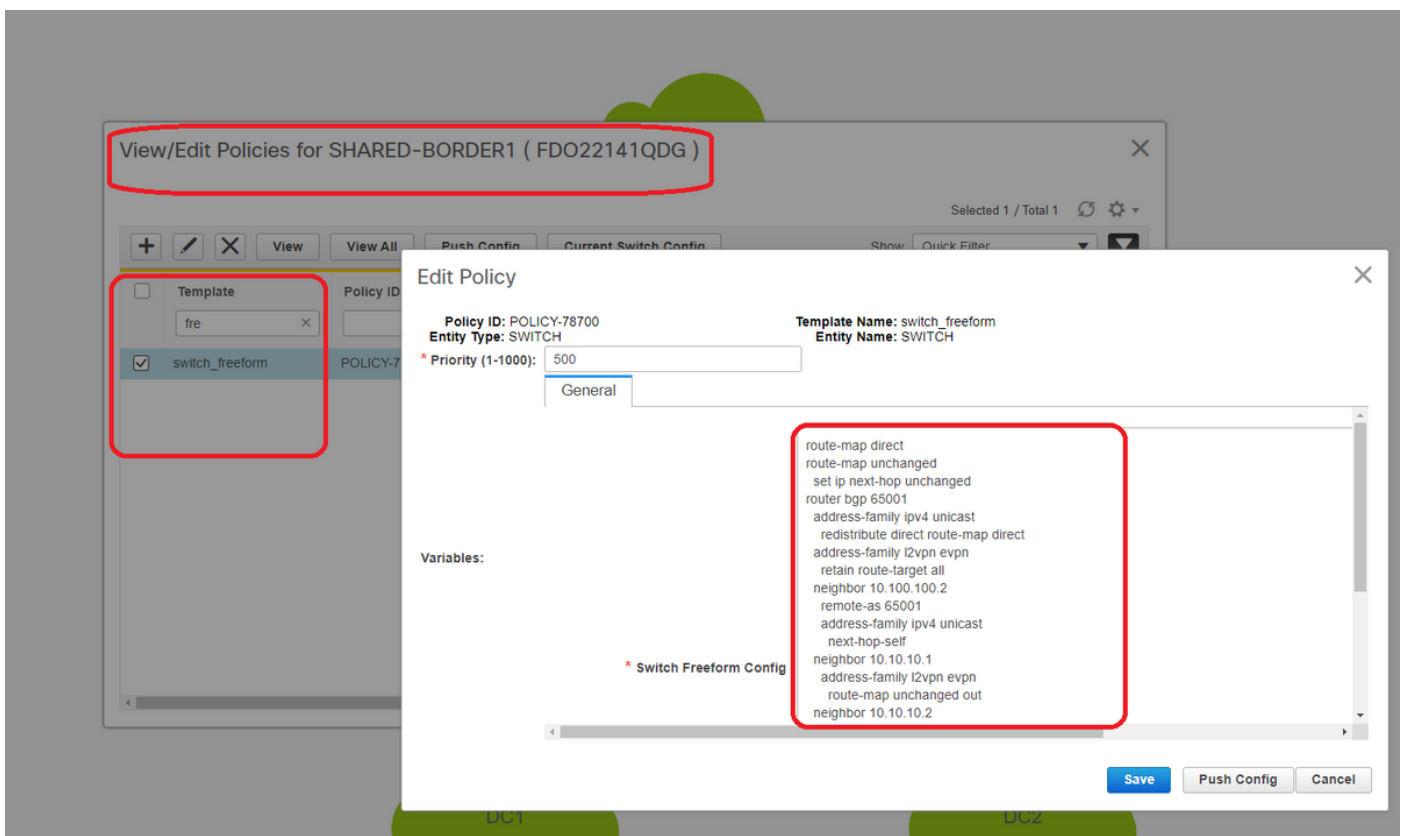 View/Edit Policies for SHARED-BORDER1 ( FDO22141QDG )
Selected 1 / Total 1
View
View All
Push Config
Current Switch Config
Show
Quick Filter
Template
Policy ID
fre
switch_freeform
POLICY-7
Edit Policy
Policy ID: POLICY-78700
Template Name: switch_freeform
Entity Type: SWITCH
Entity Name: SWITCH
* Priority (1-1000):
500
General
Variables:
* Switch Freeform Config
route-map direct
route-map unchanged
set ip next-hop unchanged
router bgp 65001
address-family ipv4 unicast
redistribute direct route-map direct
address-family l2vpn evpn
retain route-target all
neighbor 10.100.100.2
remote-as 65001
address-family ipv4 unicast
next-hop-self
neighbor 10.10.10.1
address-family l2vpn evpn
route-map unchanged out
neighbor 10.10.10.2
Save
Push Config
Cancel
DC1
DC2